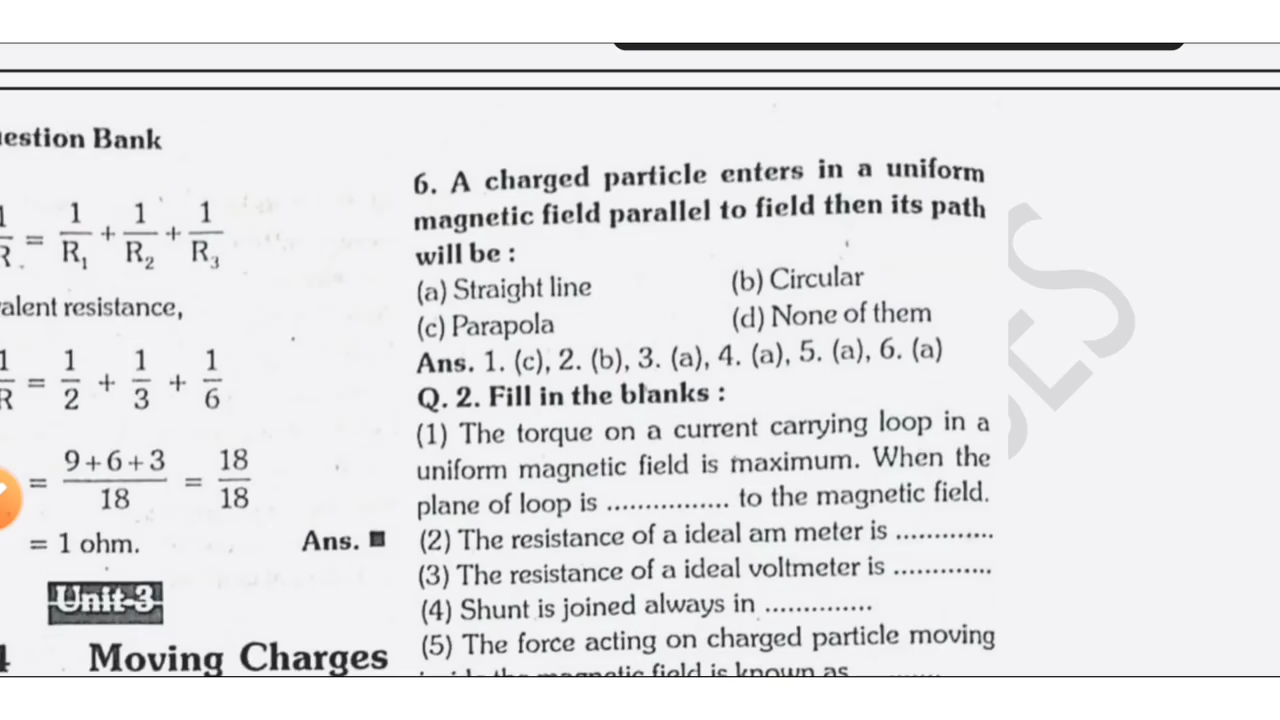 estion Bank
1/R = 1/R₁ + 1/R₂ + 1/R₃
alent resistance,
1/R = 1/2 + 1/3 + 1/6
= 9+6+3/18 = 18/18
= 1 ohm. Ans. ■
Unit-3
Moving Charges
6. A charged particle enters in a uniform
magnetic field parallel to field then its path
will be :
(a) Straight line (b) Circular
(c) Parapola (d) None of them
Ans. 1. (c), 2. (b), 3. (a), 4. (a), 5. (a), 6. (a)
Q. 2. Fill in the blanks :
(1) The torque on a current carrying loop in a
uniform magnetic field is maximum. When the
plane of loop is ................ to the magnetic field.
(2) The resistance of a ideal am meter is .............
(3) The resistance of a ideal voltmeter is .............
(4) Shunt is joined always in ..............
(5) The force acting on charged particle moving
magnetic field is known as